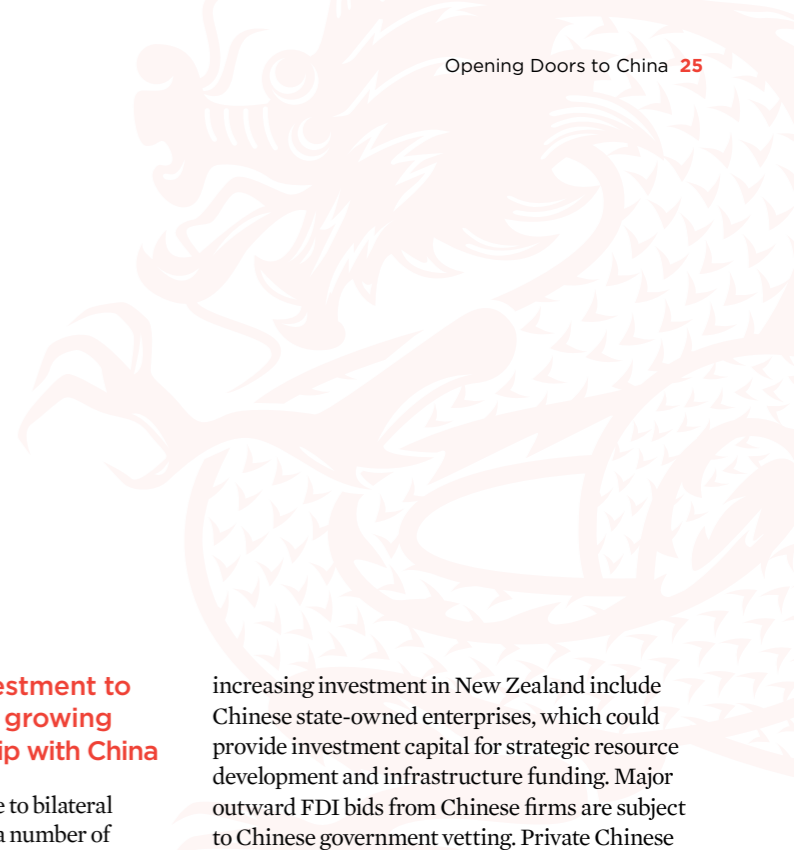 Opening Doors to China 25
estment to
growing
ip with China
e to bilateral
a number of
increasing investment in New Zealand include
Chinese state-owned enterprises, which could
provide investment capital for strategic resource
development and infrastructure funding. Major
outward FDI bids from Chinese firms are subject
to Chinese government vetting. Private Chinese